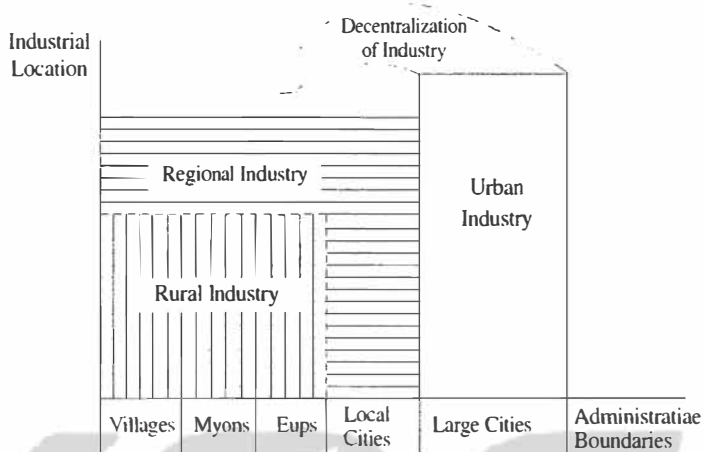 Decentralization
of Industry
Industrial
Location
Regional Industry
Urban
Industry
Rural Industry
Villages
Myons
Eups
Local
Cities
Large Cities
Administratiae
Boundaries